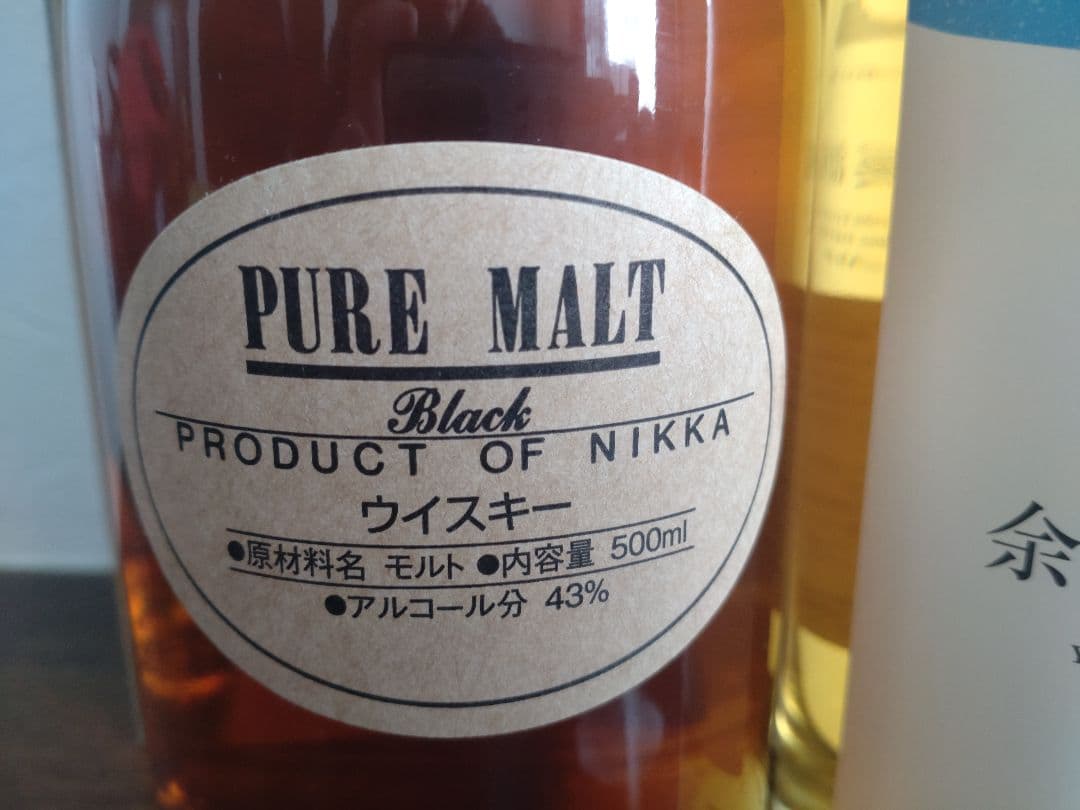 PURE MALT
Black
PRODUCT OF NIKKA
ウイスキー
●原材料名 モルト ●内容量 500ml
●アルコール分 43%
余